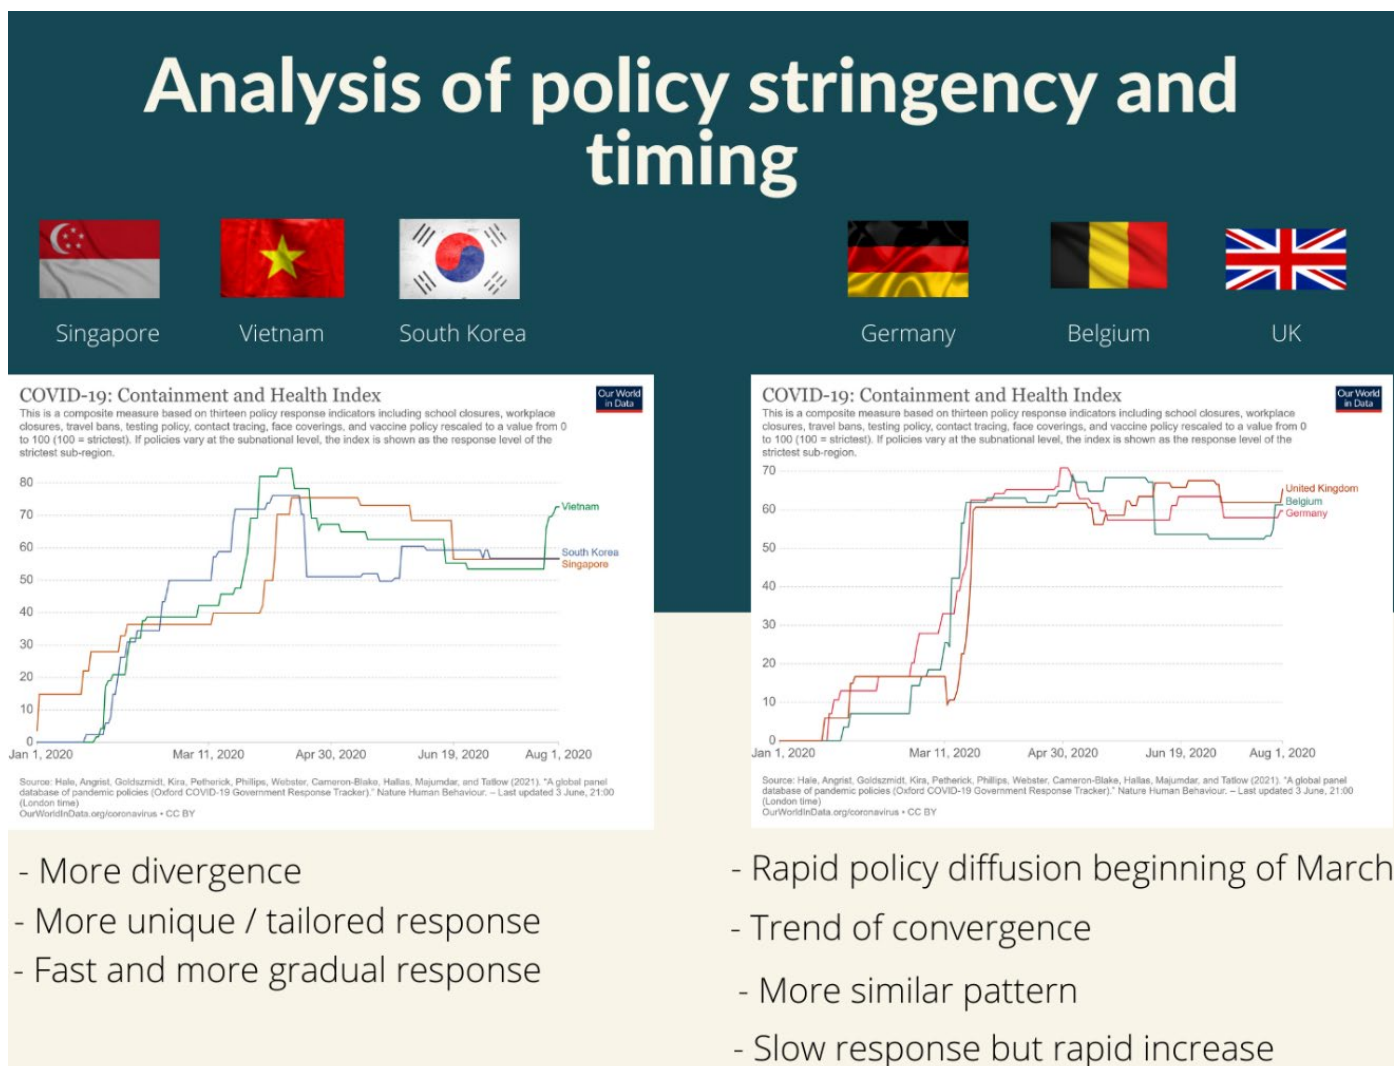 Analysis of policy stringency and
timing
Singapore
Vietnam
South Korea
Germany
Belgium
UK
COVID-19: Containment and Health Index
Our World
in Data
This is a composite measure based on thirteen policy response indicators including school closures, workplace
closures, travel bans, testing policy, contact tracing, face coverings, and vaccine policy rescaled to a value from 0
to 100 (100 = strictest). If policies vary at the subnational level, the index is shown as the response level of the
strictest sub-region.
80
70
60
50
40
30
20
10
0
Vietnam
South Korea
Singapore
Jan 1, 2020
Mar 11, 2020
Apr 30, 2020
Jun 19, 2020
Aug 1, 2020
Source: Hale, Angrist, Goldszmidt, Kira, Petherick, Phillips, Webster, Cameron-Blake, Hallas, Majumdar, and Tatlow (2021). "A global panel
database of pandemic policies (Oxford COVID-19 Government Response Tracker)." Nature Human Behaviour. – Last updated 3 June, 21:00
(London time)
OurWorldInData.org/coronavirus • CC BY
- More divergence
- More unique / tailored response
- Fast and more gradual response
COVID-19: Containment and Health Index
Our World
in Data
This is a composite measure based on thirteen policy response indicators including school closures, workplace
closures, travel bans, testing policy, contact tracing, face coverings, and vaccine policy rescaled to a value from 0
to 100 (100 = strictest). If policies vary at the subnational level, the index is shown as the response level of the
strictest sub-region.
70
60
50
40
30
20
10
0
United Kingdom
Belgium
Germany
Jan 1, 2020
Mar 11, 2020
Apr 30, 2020
Jun 19, 2020
Aug 1, 2020
Source: Hale, Angrist, Goldszmidt, Kira, Petherick, Phillips, Webster, Cameron-Blake, Hallas, Majumdar, and Tatlow (2021). "A global panel
database of pandemic policies (Oxford COVID-19 Government Response Tracker)." Nature Human Behaviour. – Last updated 3 June, 21:00
(London time)
OurWorldInData.org/coronavirus • CC BY
- Rapid policy diffusion beginning of March
- Trend of convergence
- More similar pattern
- Slow response but rapid increase